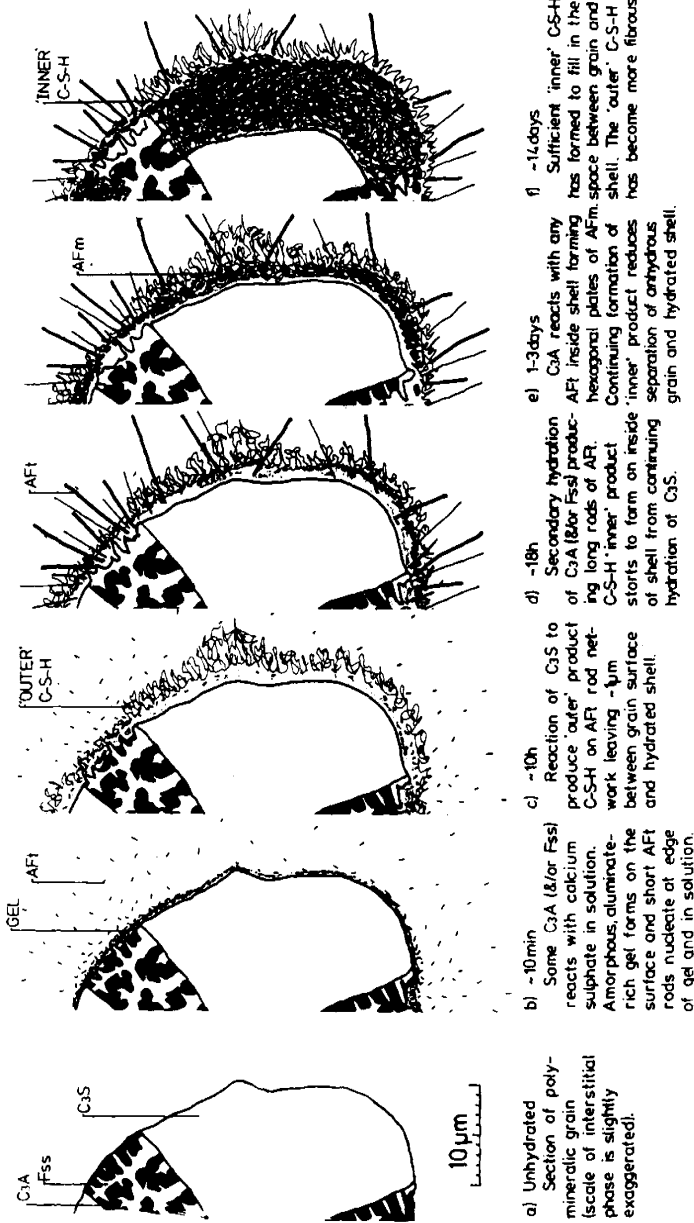 C₃A
Fss
C₃S
10µm
a) Unhydrated
Section of poly-
mineralic grain
(scale of interstitial
phase is slightly
exaggerated).
GEL
AFt
b) ~10min
Some C₃A (&/or Fss)
reacts with calcium
sulphate in solution.
Amorphous, aluminate-
rich gel forms on the
surface and short AFt
rods nucleate at edge
of gel and in solution.
'OUTER'
C-S-H
c) ~10h
Reaction of C₃S to
produce 'outer' product
C-S-H on AFt rod net-
work leaving ~1µm
between grain surface
and hydrated shell.
AFt
d) ~18h
Secondary hydration
of C₃A (&/or Fss) produc-
ing long rods of AFt.
C-S-H 'inner' product
starts to form on inside
of shell from continuing
hydration of C₃S.
AFm
e) 1-3days
C₃A reacts with any
AFt inside shell forming
hexagonal plates of AFm.
Continuing formation of
'inner' product reduces
separation of anhydrous
grain and hydrated shell.
'INNER'
C-S-H
f) ~14days
Sufficient 'inner' C-S-H
has formed to fill in the
space between grain and
shell. The 'outer' C-S-H
has become more fibrous